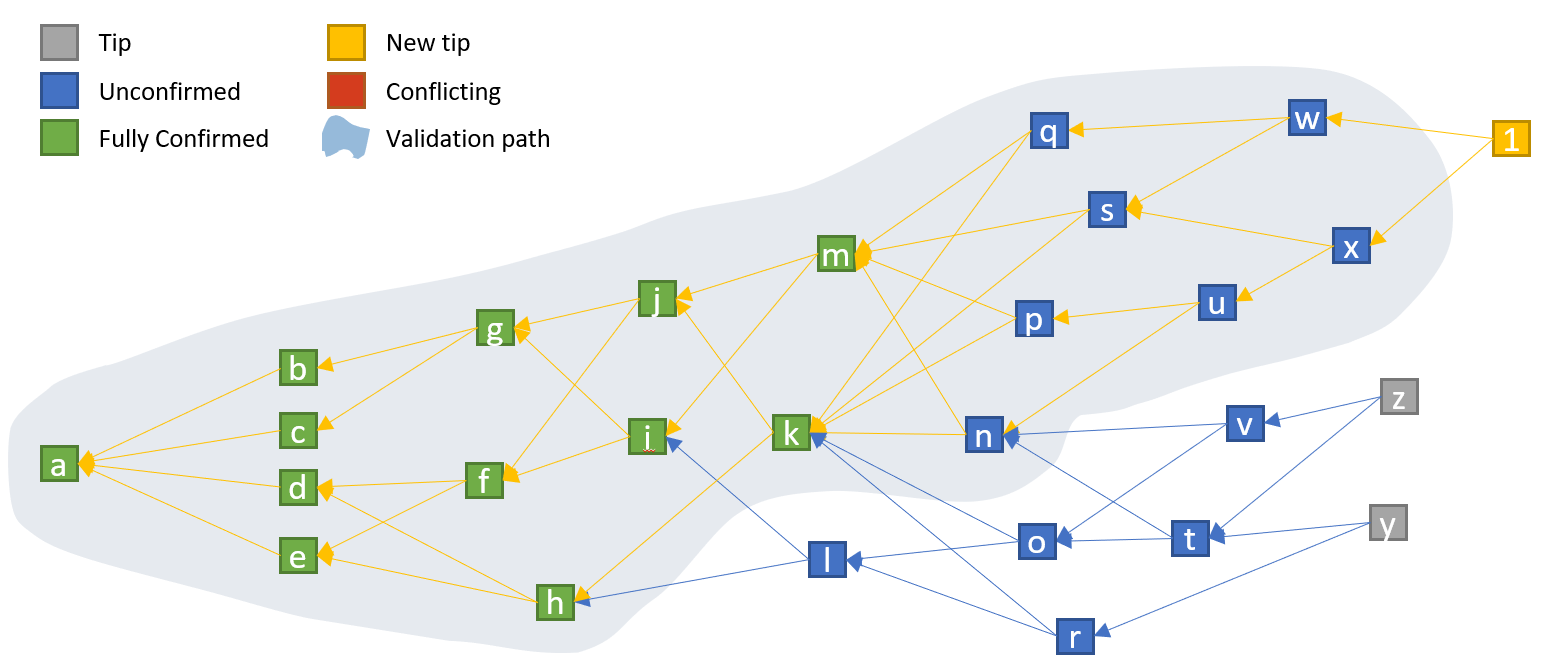 Tip
New tip
Unconfirmed
Conflicting
Fully Confirmed
Validation path
q
w
1
s
m
x
j
u
g
p
b
z
c
i
k
n
v
a
d
f
e
o
t
y
l
h
r